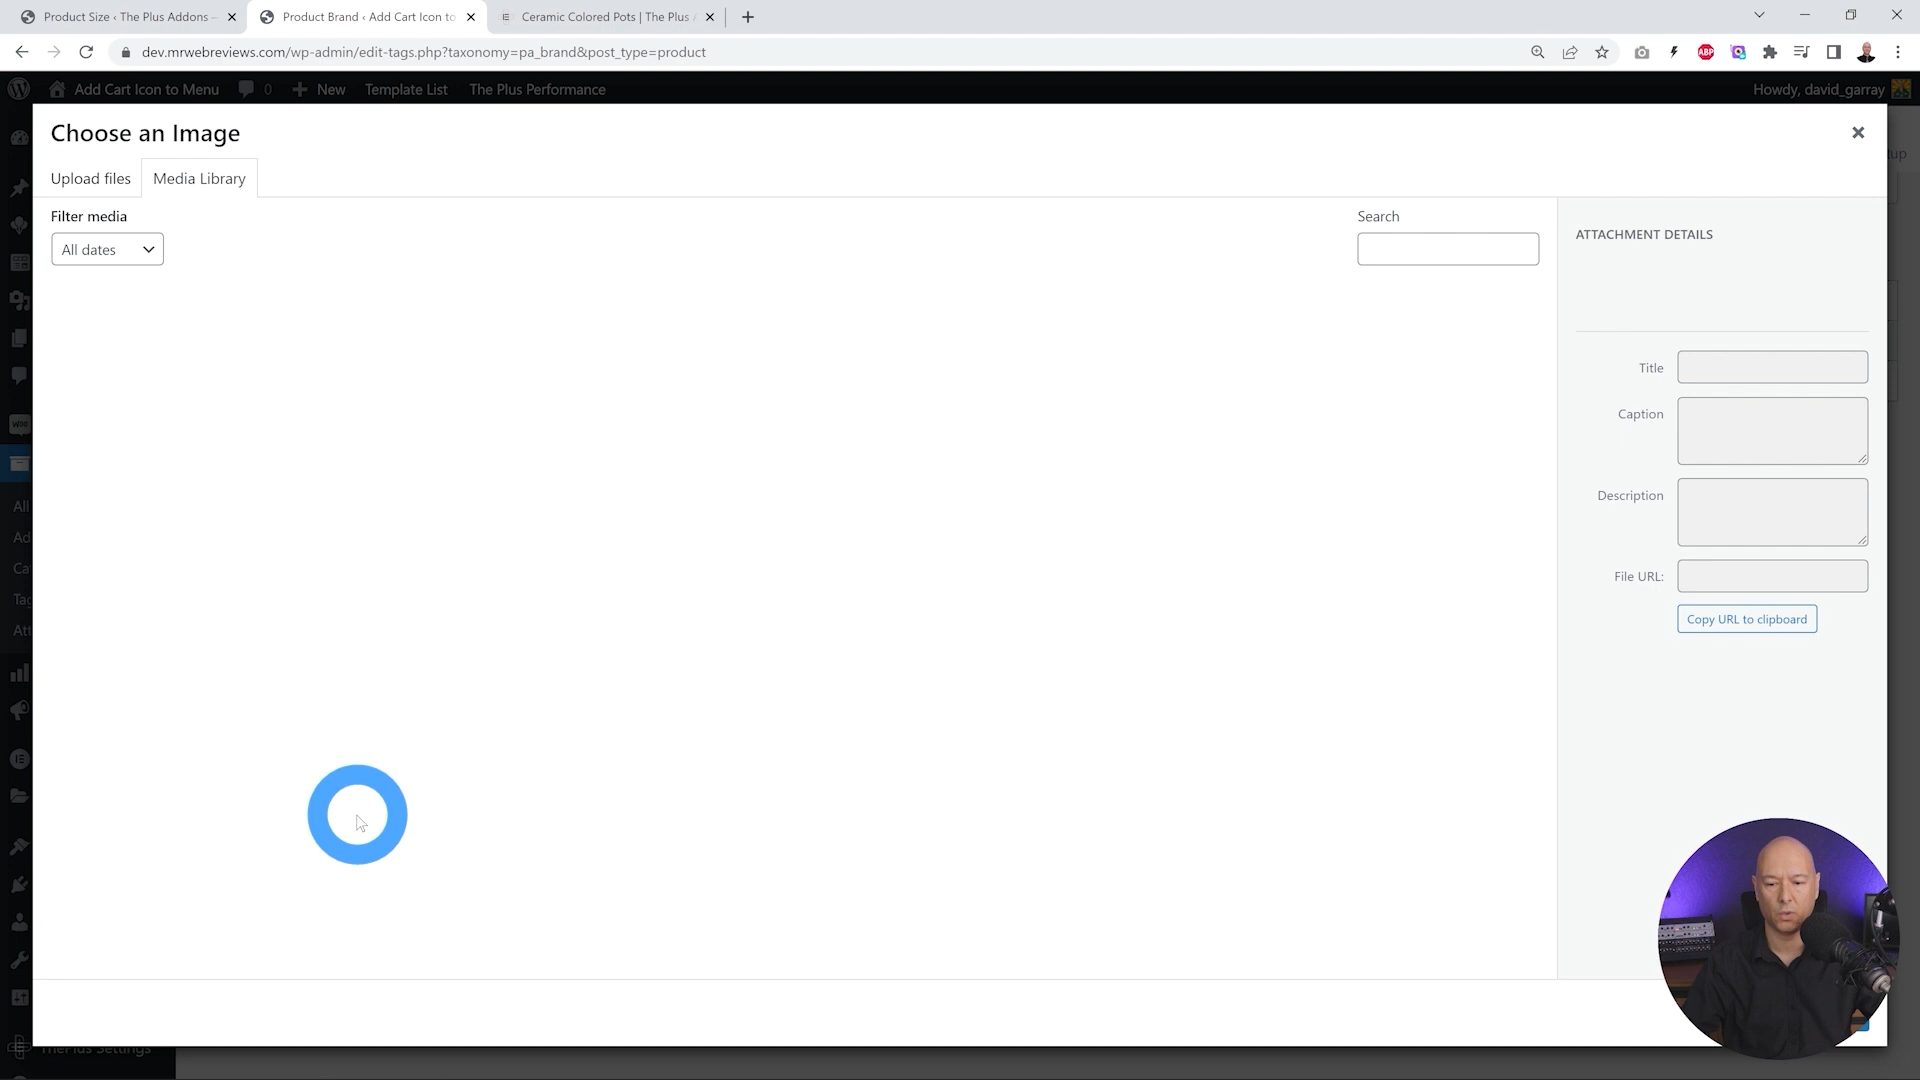 Product Size ‹ The Plus Addons –
Product Brand ‹ Add Cart Icon to
Ceramic Colored Pots | The Plus
dev.mrwebreviews.com/wp-admin/edit-tags.php?taxonomy=pa_brand&post_type=product
ABP
Add Cart Icon to Menu
0
New
Template List
The Plus Performance
Howdy, david_garray
Choose an Image
Upload files
Media Library
Filter media
Search
All dates
ATTACHMENT DETAILS
Title
Caption
Description
File URL:
Copy URL to clipboard
All
Ad
Cat
Tag
Att
ThePlus Settings